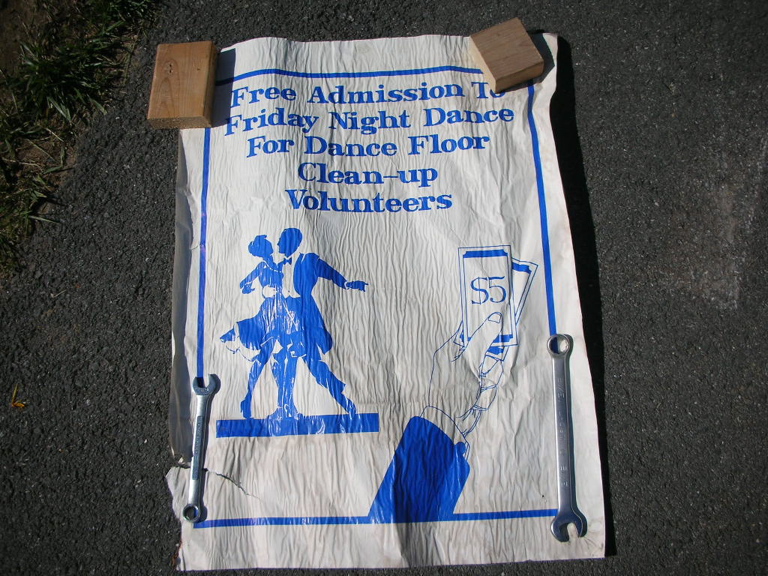 Free Admission To
Friday Night Dance
For Dance Floor
Clean-up
Volunteers
$5